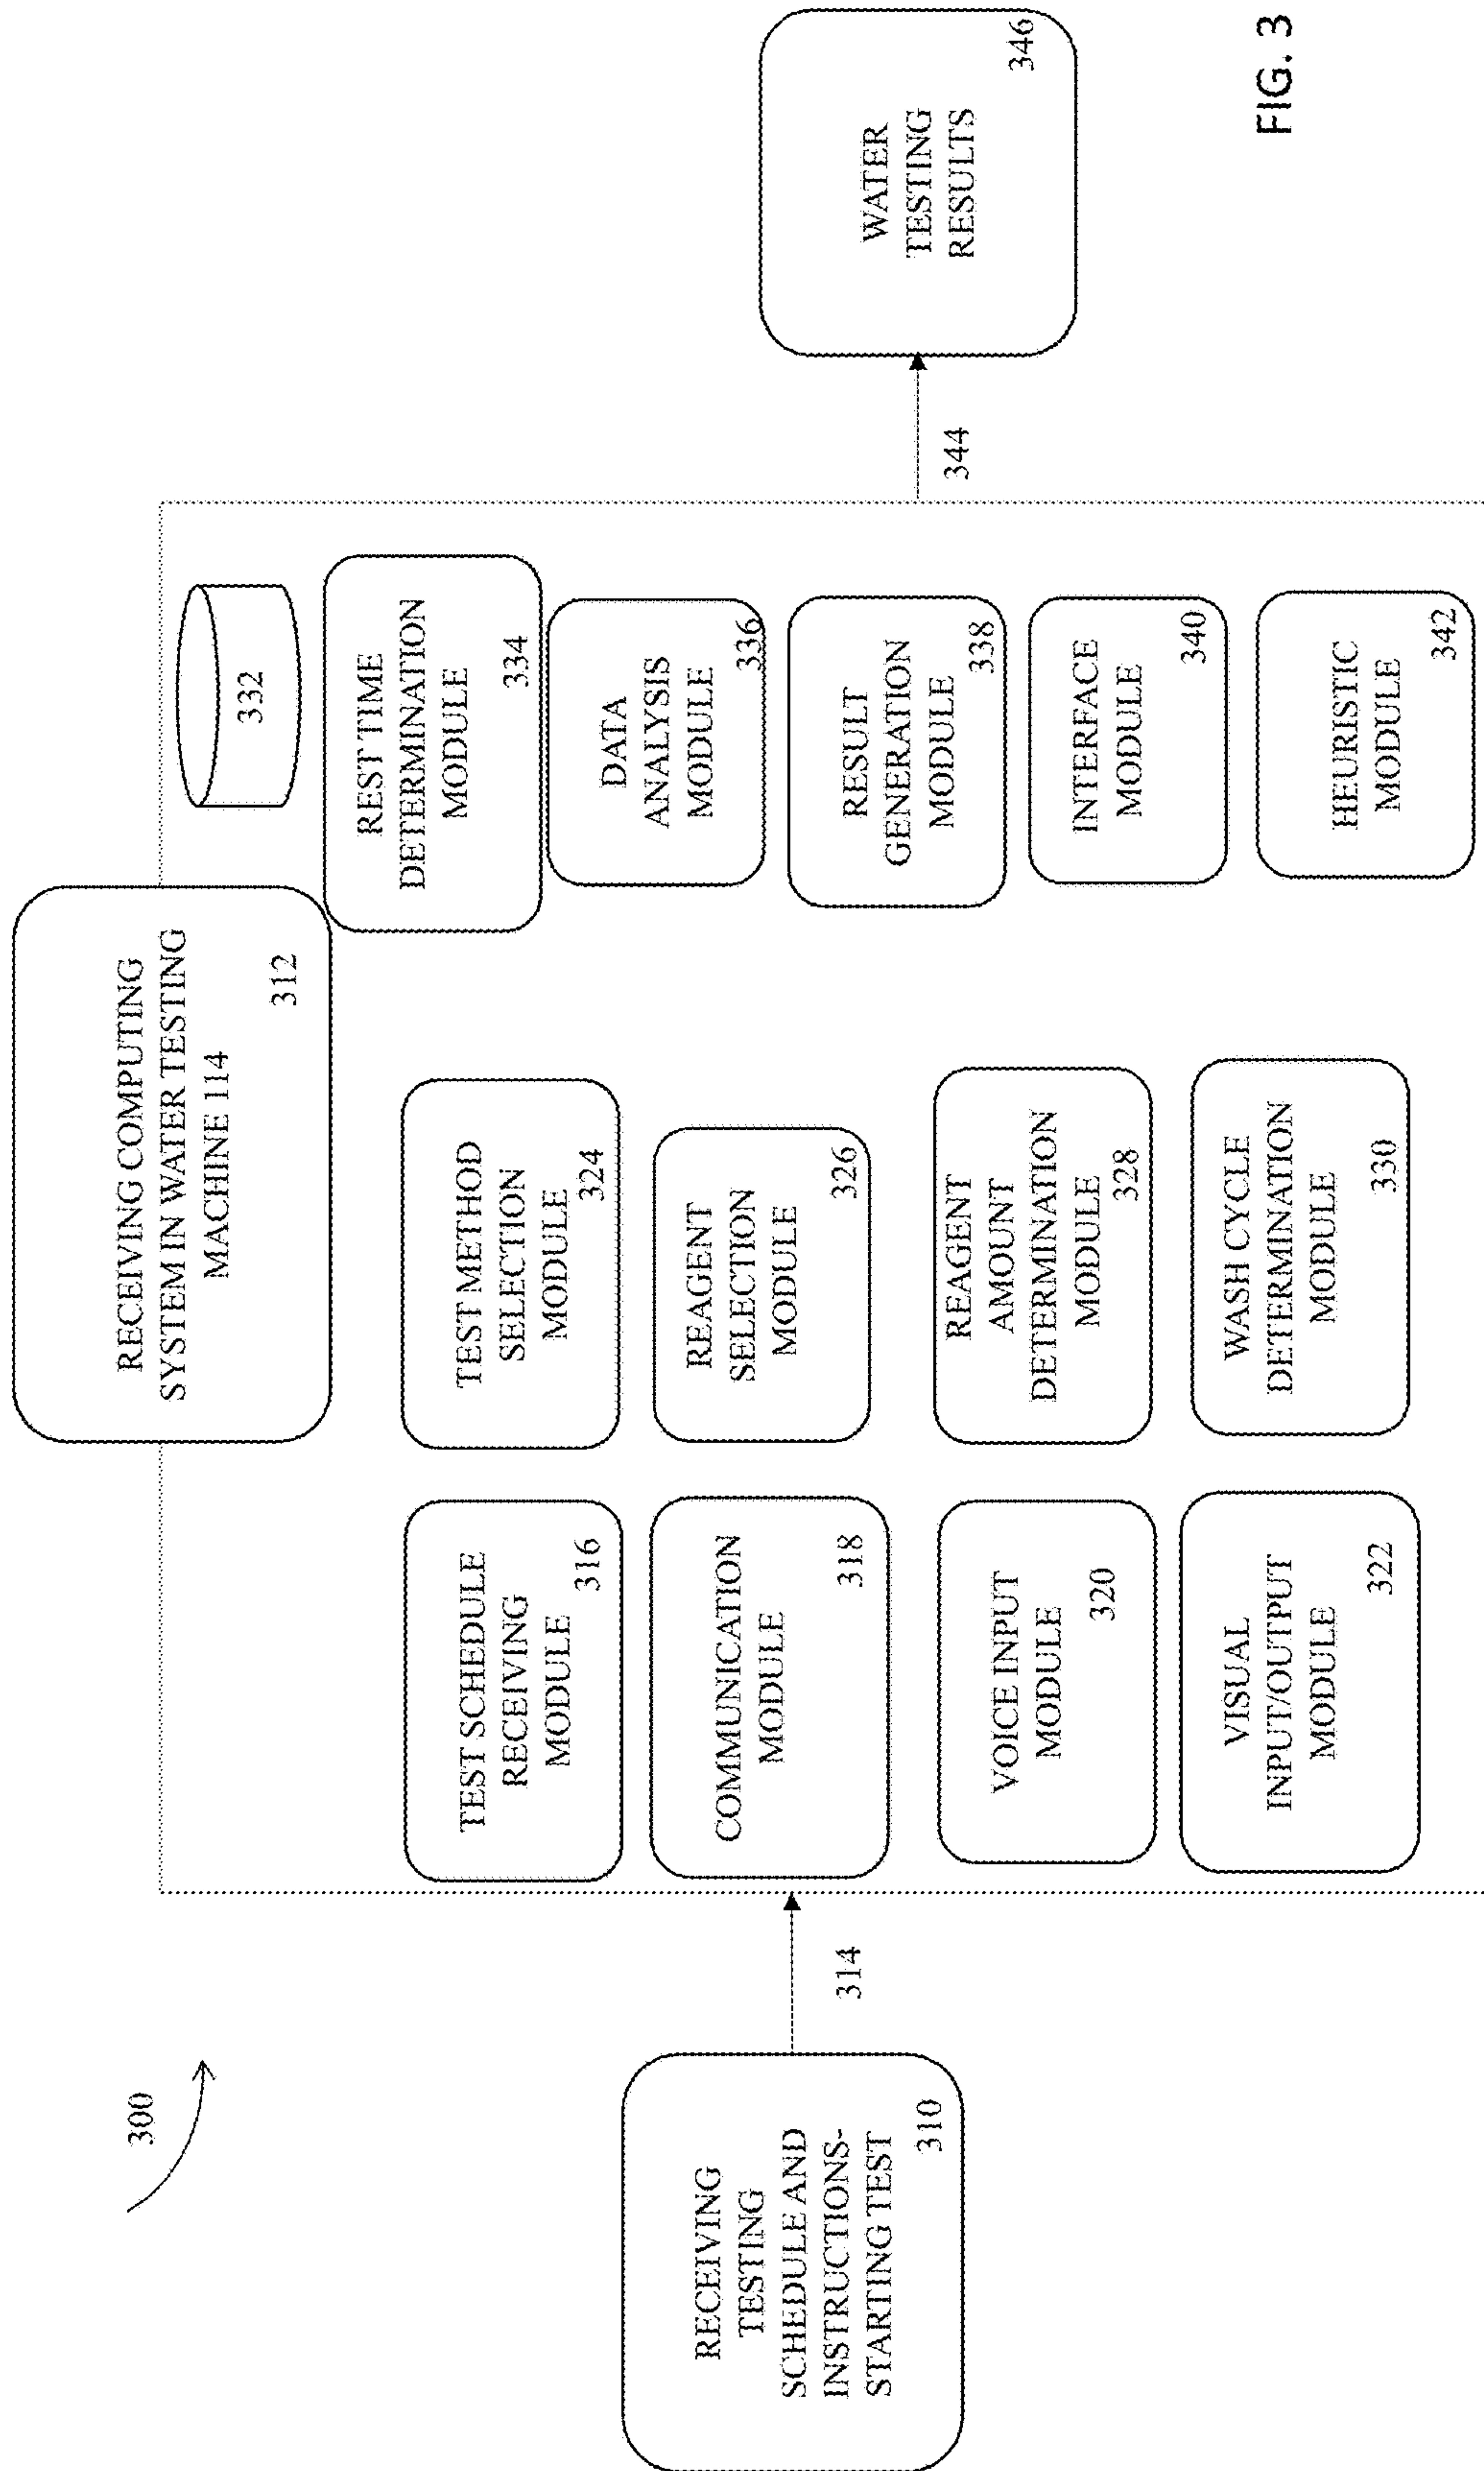 300
RECEIVING COMPUTING
SYSTEM IN WATER TESTING
MACHINE 114
312
RECEIVING
TESTING
SCHEDULE AND
INSTRUCTIONS-
STARTING TEST
310
314
TEST SCHEDULE
RECEIVING
MODULE
316
COMMUNICATION
MODULE
318
VOICE INPUT
MODULE
320
VISUAL
INPUT/OUTPUT
MODULE
322
TEST METHOD
SELECTION
MODULE
324
REAGENT
SELECTION
MODULE
326
REAGENT
AMOUNT
DETERMINATION
MODULE
328
WASH CYCLE
DETERMINATION
MODULE
330
332
REST TIME
DETERMINATION
MODULE
334
DATA
ANALYSIS
MODULE
336
RESULT
GENERATION
MODULE
338
INTERFACE
MODULE
340
HEURISTIC
MODULE
342
344
WATER
TESTING
RESULTS
346
FIG. 3